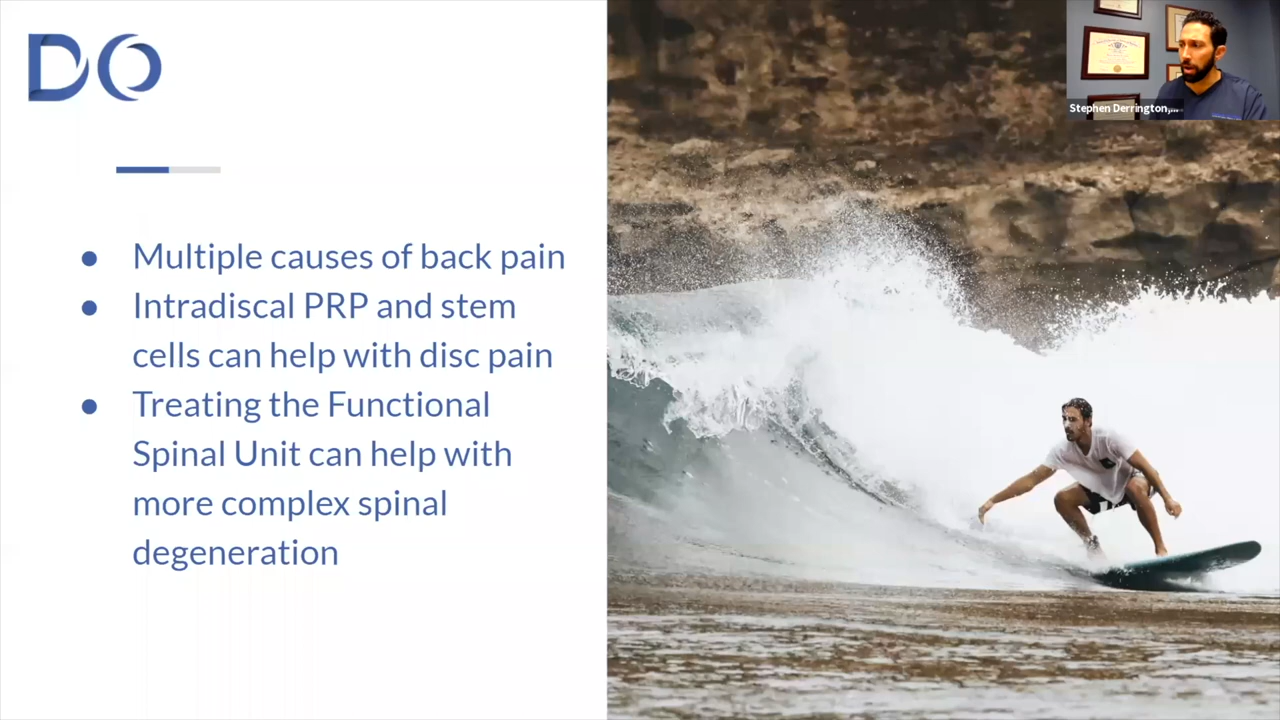 DO
Stephen Derrington,...
Multiple causes of back pain
Intradiscal PRP and stem
cells can help with disc pain
Treating the Functional
Spinal Unit can help with
more complex spinal
degeneration